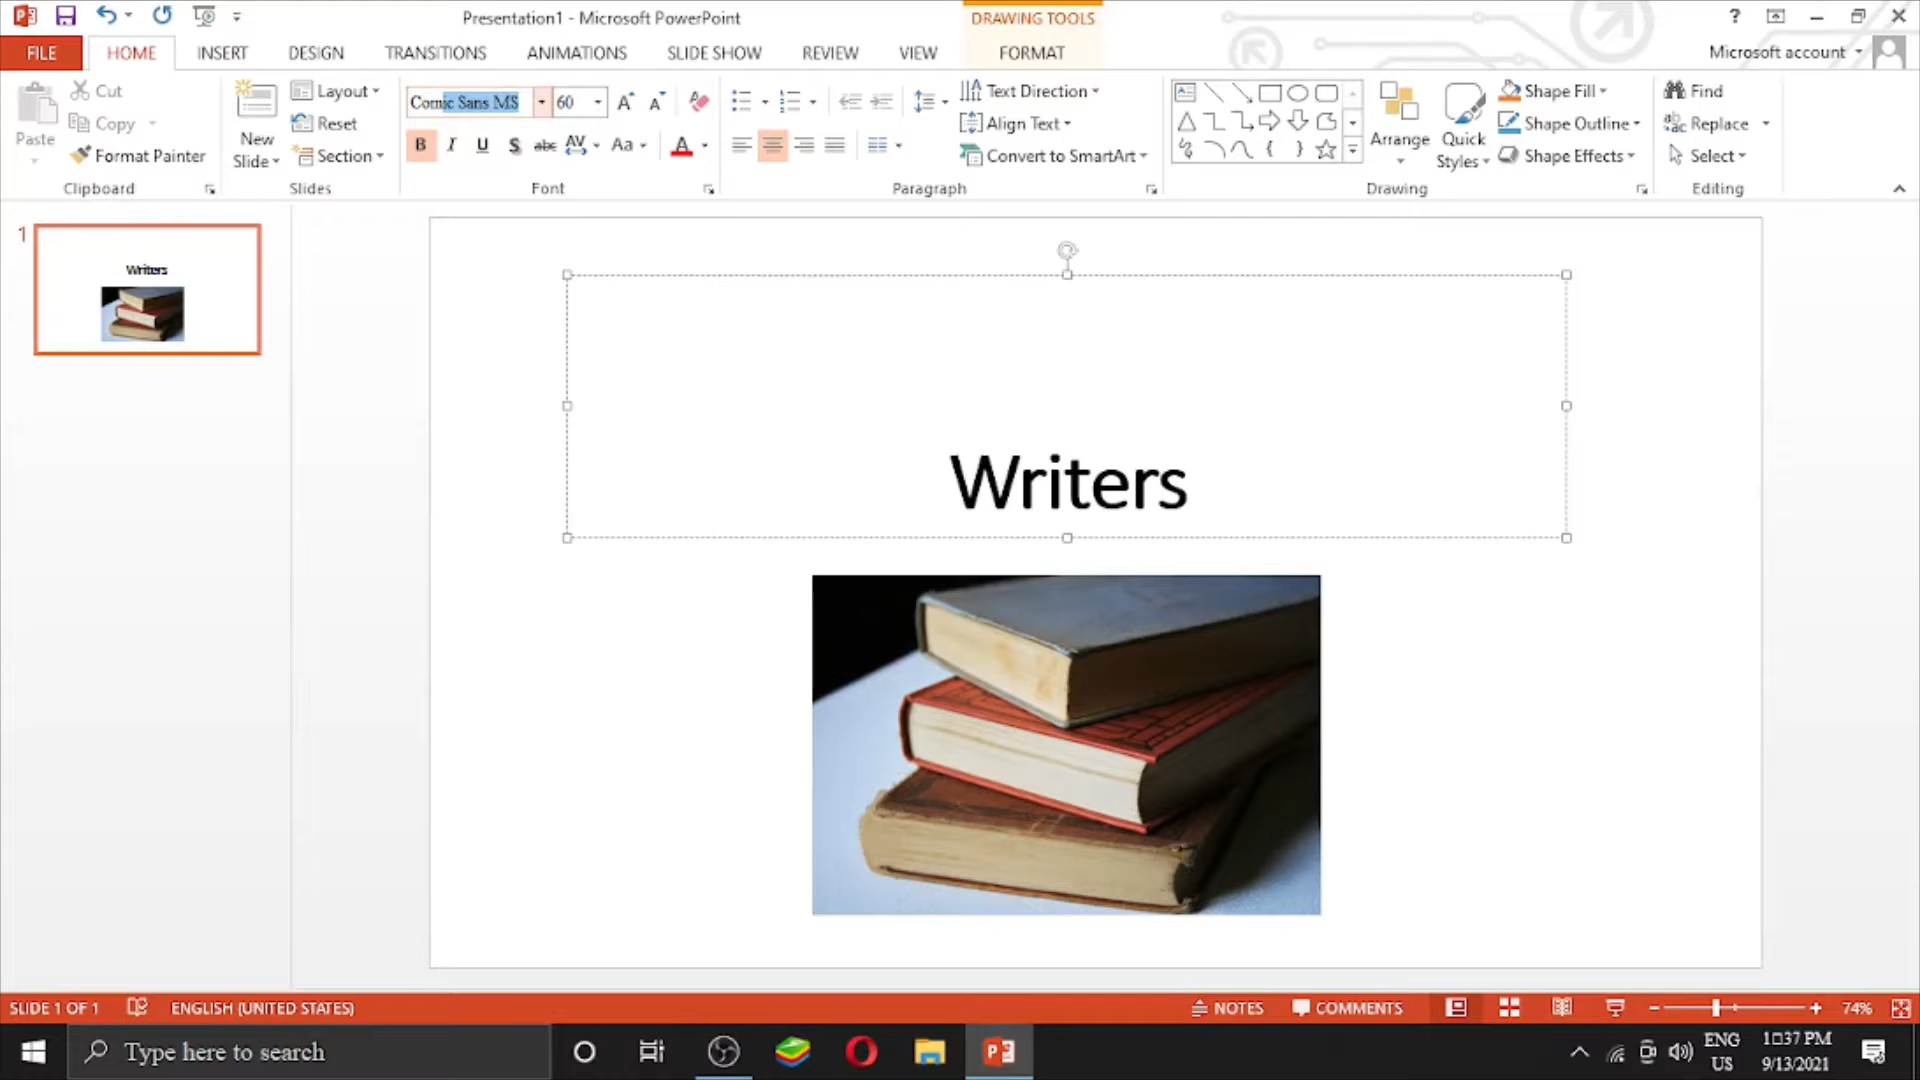 Presentation1 - Microsoft PowerPoint
DRAWING TOOLS
?
FILE HOME INSERT DESIGN TRANSITIONS ANIMATIONS SLIDE SHOW REVIEW VIEW FORMAT
Microsoft account
Paste
Cut
Copy
Format Painter
Clipboard
New
Slide
Layout
Reset
Section
Slides
Comic Sans MS 60
B I U S abc AV Aa A
Font
Text Direction
Align Text
Convert to SmartArt
Paragraph
Arrange
Quick
Styles
Shape Fill
Shape Outline
Shape Effects
Drawing
Find
Replace
Select
Editing
1
Writers
Writers
SLIDE 1 OF 1 ENGLISH (UNITED STATES)
NOTES COMMENTS 74%
Type here to search
ENG
US
1:37 PM
9/13/2021